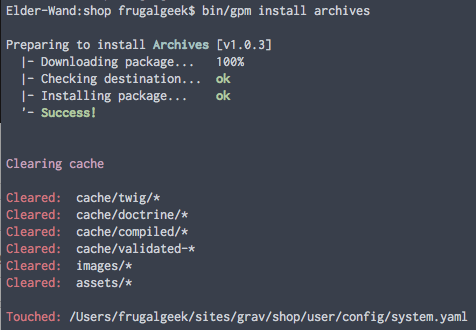 Elder-Wand:shop frugalgeek$ bin/gpm install archives
Preparing to install Archives [v1.0.3]
|- Downloading package... 100%
|- Checking destination... ok
|- Installing package... ok
'- Success!
Clearing cache
Cleared: cache/twig/*
Cleared: cache/doctrine/*
Cleared: cache/compiled/*
Cleared: cache/validated-*
Cleared: images/*
Cleared: assets/*
Touched: /Users/frugalgeek/sites/grav/shop/user/config/system.yaml